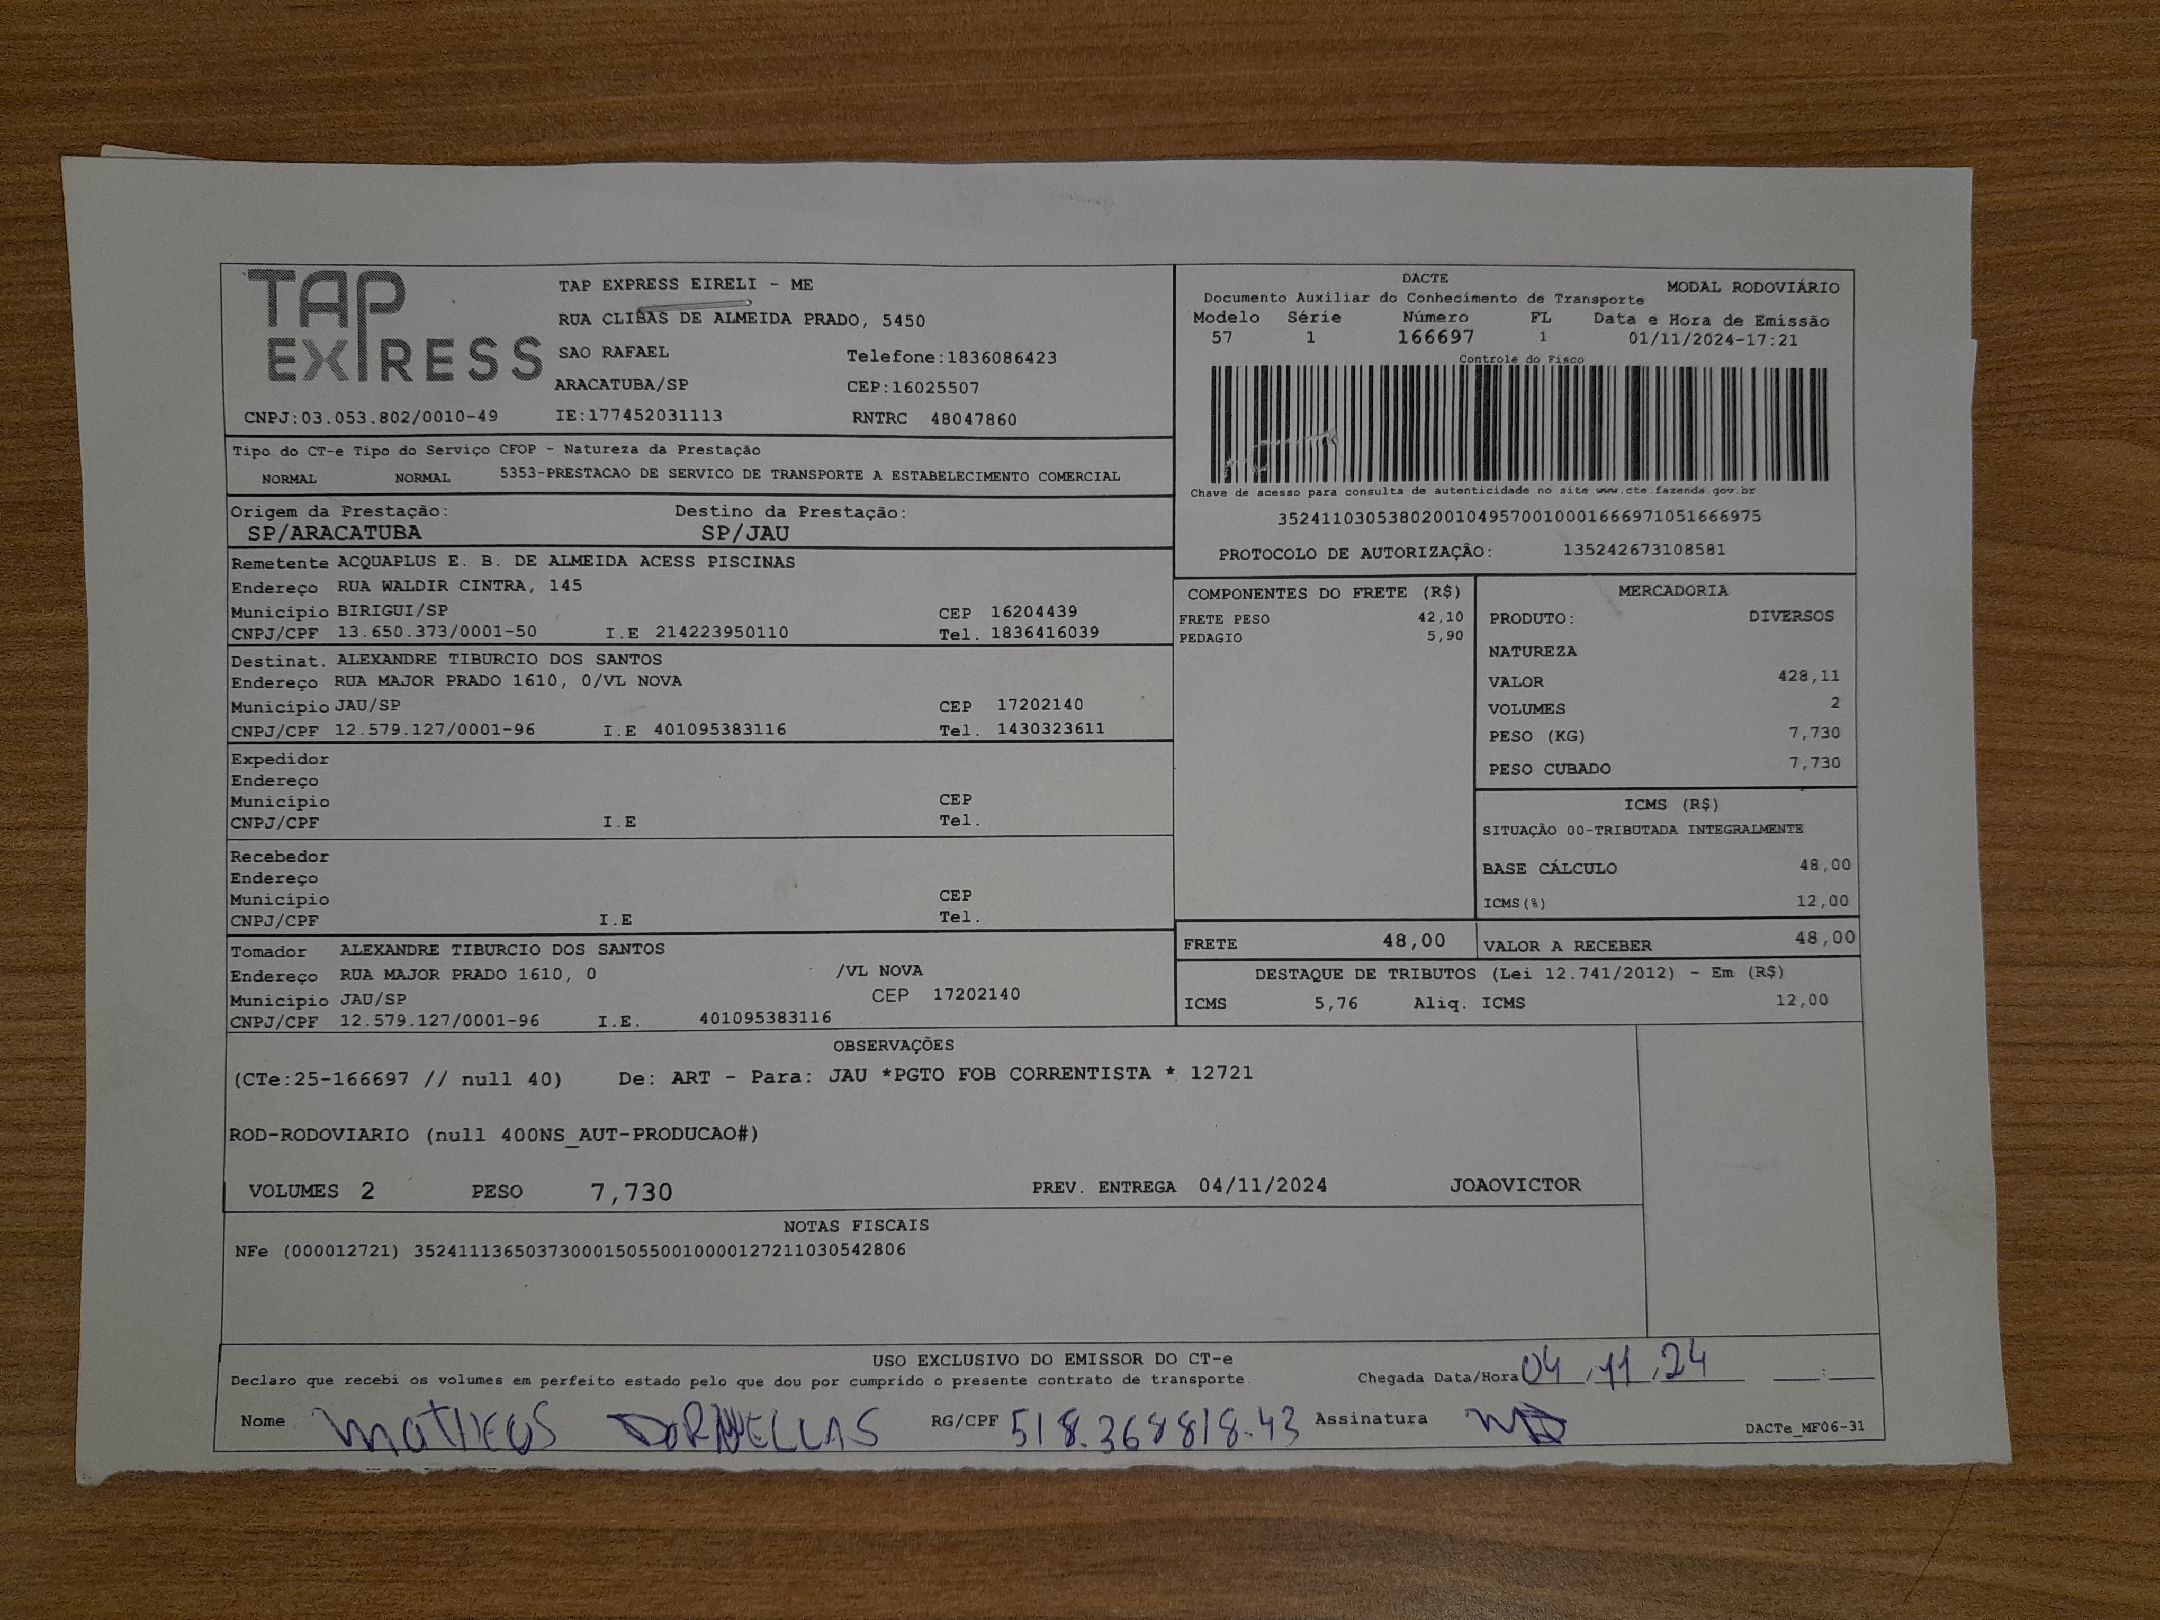 TAP EXPRESS
TAP EXPRESS EIRELI - ME
RUA CLIBAS DE ALMEIDA PRADO, 5450
SAO RAFAEL Telefone:1836086423
ARACATUBA/SP CEP:16025507
CNPJ:03.053.802/0010-49 IE:177452031113 RNTRC 48047860
DACTE MODAL RODOVIÁRIO
Documento Auxiliar do Conhecimento de Transporte
Modelo Série Número FL Data e Hora de Emissão
57 1 166697 1 01/11/2024-17:21
Controle do Fisco
Chave de acesso para consulta de autenticidade no site www.cte.fazenda.gov.br
35241103053802001049570010001666971051666975
PROTOCOLO DE AUTORIZAÇÃO: 135242673108581
Tipo do CT-e Tipo do Serviço CFOP - Natureza da Prestação
NORMAL NORMAL 5353-PRESTACAO DE SERVICO DE TRANSPORTE A ESTABELECIMENTO COMERCIAL
Origem da Prestação: Destino da Prestação:
SP/ARACATUBA SP/JAU
Remetente ACQUAPLUS E. B. DE ALMEIDA ACESS PISCINAS
Endereço RUA WALDIR CINTRA, 145
Município BIRIGUI/SP CEP 16204439
CNPJ/CPF 13.650.373/0001-50 I.E 214223950110 Tel. 1836416039
Destinat. ALEXANDRE TIBURCIO DOS SANTOS
Endereço RUA MAJOR PRADO 1610, 0/VL NOVA
Município JAU/SP CEP 17202140
CNPJ/CPF 12.579.127/0001-96 I.E 401095383116 Tel. 1430323611
Expedidor
Endereço
Município CEP
CNPJ/CPF I.E Tel.
Recebedor
Endereço
Município CEP
CNPJ/CPF I.E Tel.
Tomador ALEXANDRE TIBURCIO DOS SANTOS
Endereço RUA MAJOR PRADO 1610, 0 /VL NOVA
Município JAU/SP CEP 17202140
CNPJ/CPF 12.579.127/0001-96 I.E. 401095383116
COMPONENTES DO FRETE (R$)
FRETE PESO 42,10
PEDAGIO 5,90
MERCADORIA
PRODUTO: DIVERSOS
NATUREZA
VALOR 428,11
VOLUMES 2
PESO (KG) 7,730
PESO CUBADO 7,730
ICMS (R$)
SITUAÇÃO 00-TRIBUTADA INTEGRALMENTE
BASE CÁLCULO 48,00
ICMS(%) 12,00
FRETE 48,00 VALOR A RECEBER 48,00
DESTAQUE DE TRIBUTOS (Lei 12.741/2012) - Em (R$)
ICMS 5,76 Aliq. ICMS 12,00
OBSERVAÇÕES
(CTe:25-166697 // null 40) De: ART - Para: JAU *PGTO FOB CORRENTISTA * 12721
ROD-RODOVIARIO (null 400NS_AUT-PRODUCAO#)
VOLUMES 2 PESO 7,730 PREV. ENTREGA 04/11/2024 JOAOVICTOR
NOTAS FISCAIS
NFe (000012721) 35241113650373000150550010000127211030542806
USO EXCLUSIVO DO EMISSOR DO CT-e
Declaro que recebi os volumes em perfeito estado pelo que dou por cumprido o presente contrato de transporte. Chegada Data/Hora 04/11/24 __:__
Nome MATHEUS DORNELLAS RG/CPF 518.368818.43 Assinatura
DACTe_MF06-31